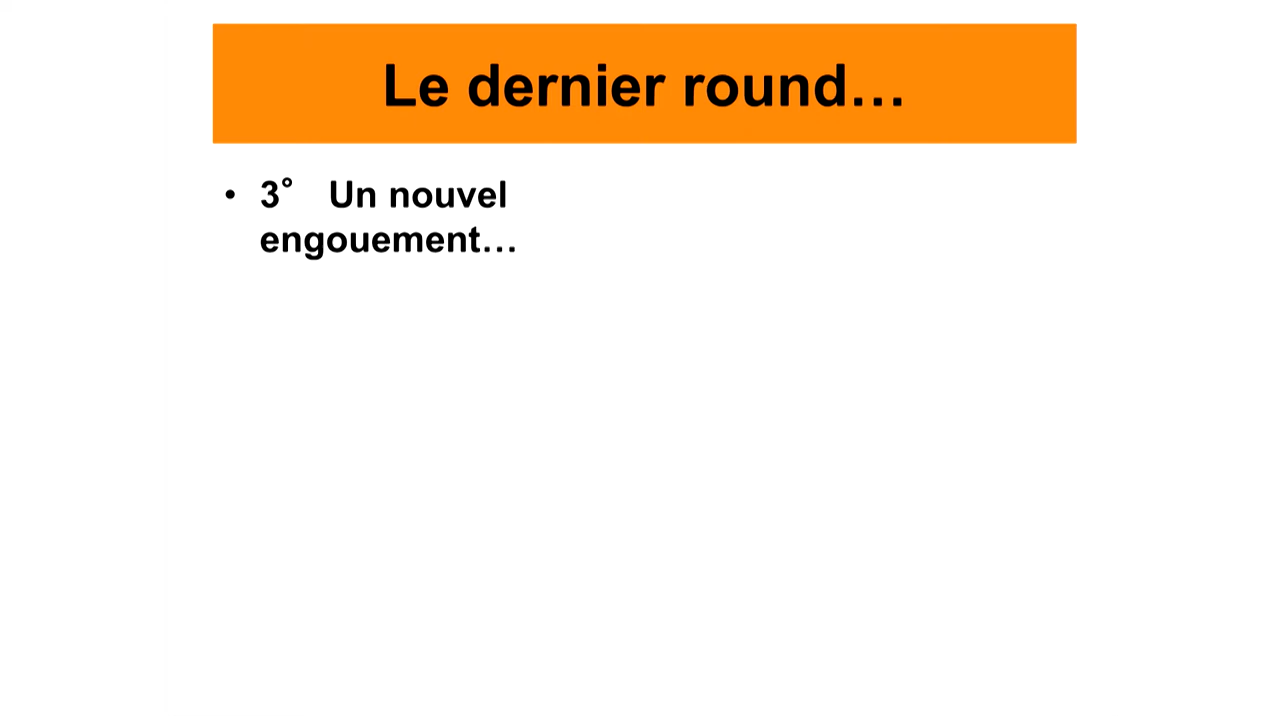 Le dernier round…
• 3° Un nouvel
engouement…